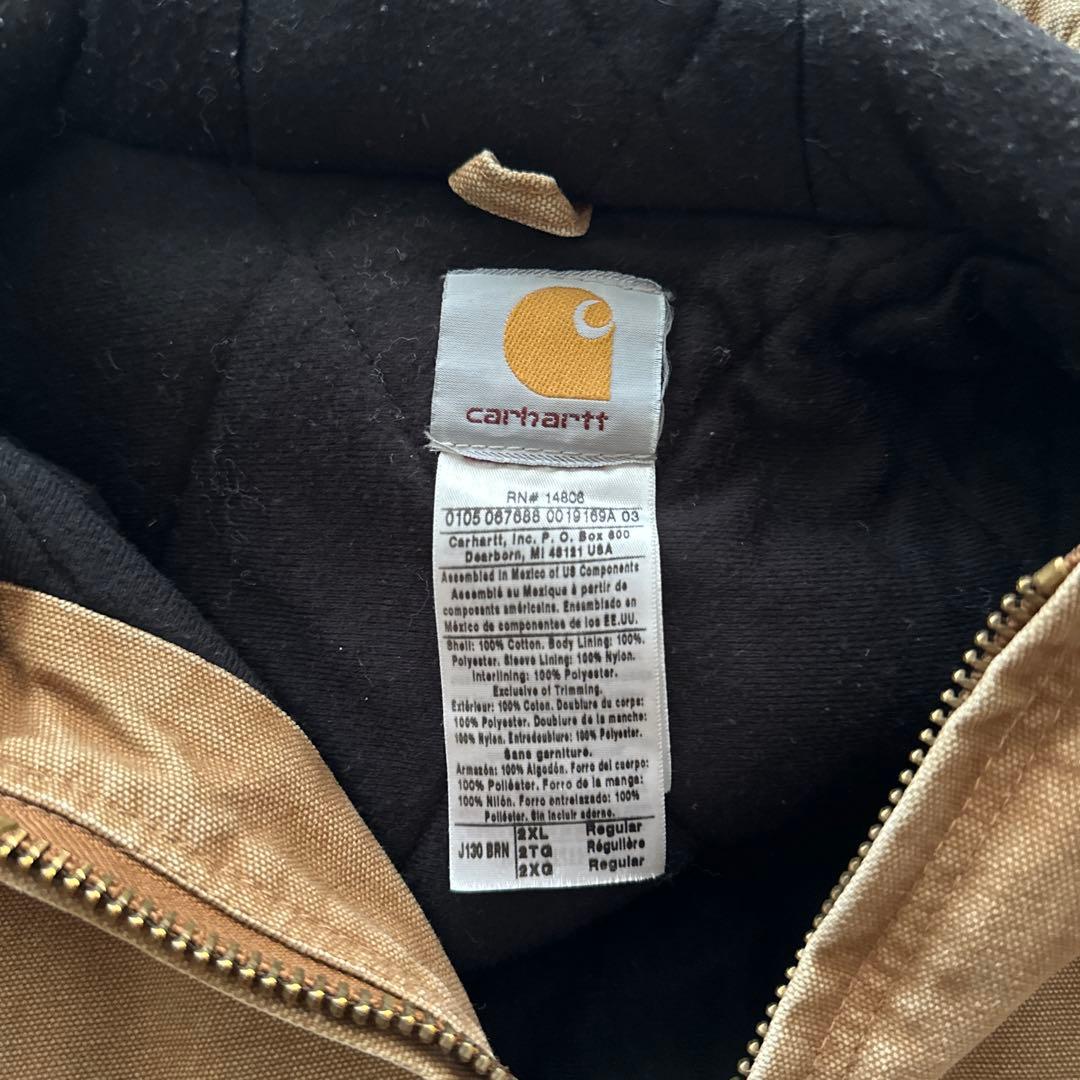 carhartt
RN# 14806
0105 067688 0019169A 03
Carhartt, Inc. P. O. Box 600
Dearborn, MI 48121 USA
Assembled in Mexico of US Components
Assemblé au Mexique à partir de
composants américains. Ensamblado en
México de componentes de los EE.UU.
Shell: 100% Cotton. Body Lining: 100%.
Polyester. Sleeve Lining: 100% Nylon.
Interlining: 100% Polyester.
Exclusive of Trimming.
Extérieur: 100% Coton. Doublure du corps:
100% Polyester. Doublure de la manche:
100% Nylon. Entredoublure: 100% Polyester.
Sans garniture.
Armazón: 100% Algodón. Forro del cuerpo:
100% Poliéster. Forro de la manga:
100% Nilón. Forro entrelazado: 100%
Poliéster. Sin incluir adorno.
J130 BRN
2XL Regular
2TG Régulière
2XG Regular